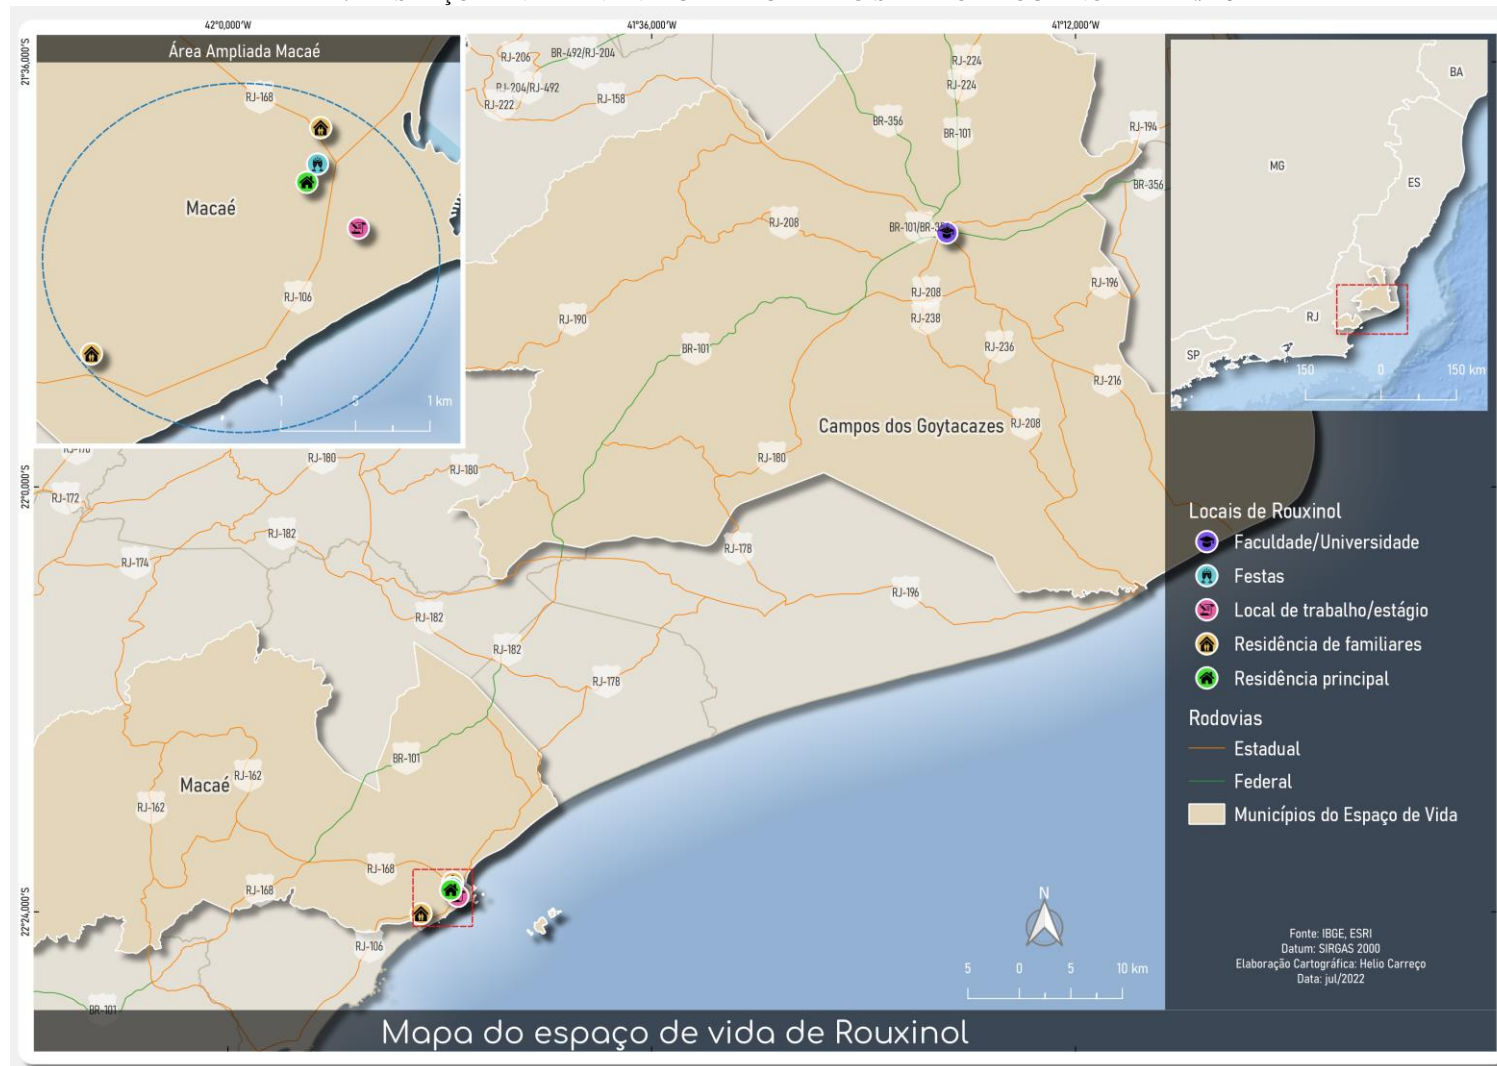 42°0,000'W
41°36,000'W
41°12,000'W
21°36,000'S
22°0,000'S
22°24,000'S
Área Ampliada Macaé
RJ-168
Macaé
RJ-106
1
5
1 km
RJ-206
BR-492/RJ-204
RJ-204/RJ-492
RJ-222
RJ-158
RJ-224
RJ-224
BR-356
BR-101
RJ-194
BR-356
RJ-208
RJ-196
RJ-208
RJ-238
RJ-190
BR-101
RJ-236
RJ-216
Campos dos Goytacazes
RJ-208
RJ-180
RJ-180
RJ-180
RJ-172
RJ-182
RJ-174
RJ-178
RJ-196
RJ-182
RJ-182
RJ-178
BR-101
Macaé
RJ-162
RJ-162
RJ-168
RJ-168
RJ-106
BR-101
BA
MG
ES
RJ
SP
150
0
150 km
Locais de Rouxinol
Faculdade/Universidade
Festas
Local de trabalho/estágio
Residência de familiares
Residência principal
Rodovias
Estadual
Federal
Municípios do Espaço de Vida
N
5
0
5
10 km
Fonte: IBGE, ESRI
Datum: SIRGAS 2000
Elaboração Cartográfica: Helio Carreço
Data: jul/2022
Mapa do espaço de vida de Rouxinol